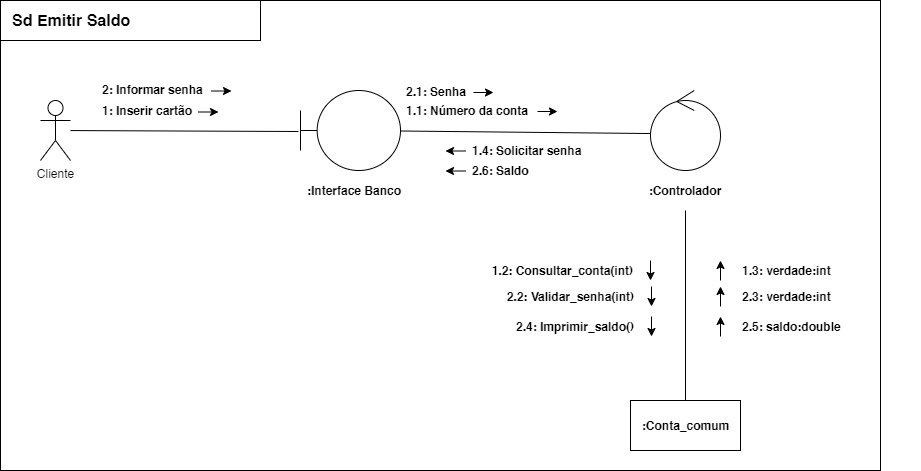 Sd Emitir Saldo
2: Informar senha
1: Inserir cartão
Cliente
2.1: Senha
1.1: Número da conta
1.4: Solicitar senha
2.6: Saldo
:Interface Banco
:Controlador
1.2: Consultar_conta(int)
1.3: verdade:int
2.2: Validar_senha(int)
2.3: verdade:int
2.4: Imprimir_saldo()
2.5: saldo:double
:Conta_comum